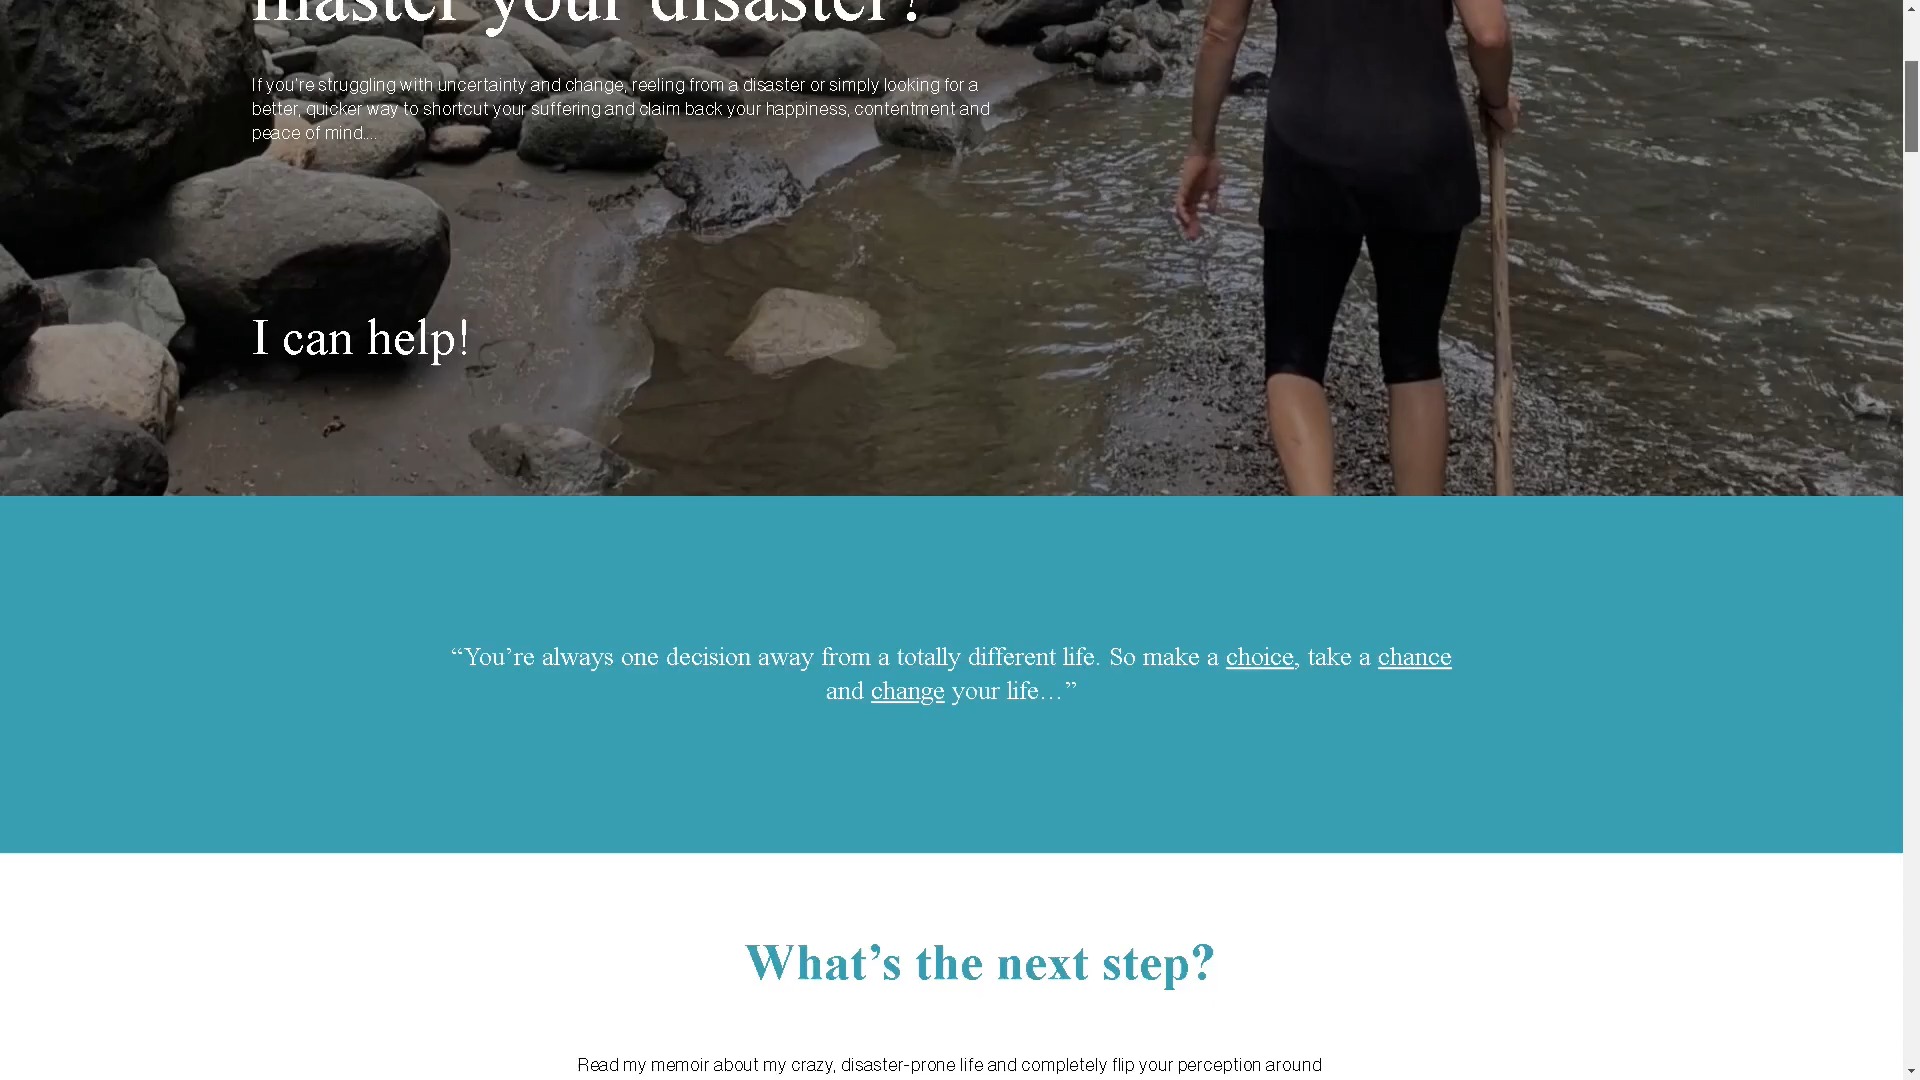 master your disaster?
If you're struggling with uncertainty and change, reeling from a disaster or simply looking for a
better, quicker way to shortcut your suffering and claim back your happiness, contentment and
peace of mind....
I can help!
“You’re always one decision away from a totally different life. So make a choice, take a chance
and change your life…”
What’s the next step?
Read my memoir about my crazy, disaster-prone life and completely flip your perception around